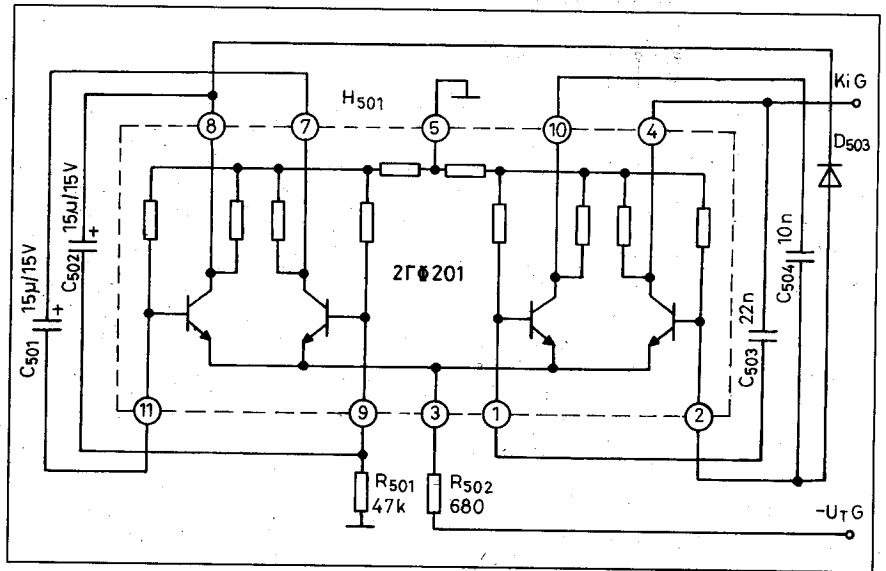 H501
8
7
5
10
4
KiG
D503
15µ/15V
C502
+
15µ/15V
C501
+
2ГФ201
10n
C504
22n
C503
11
9
3
1
2
R501
47k
R502
680
-UTG